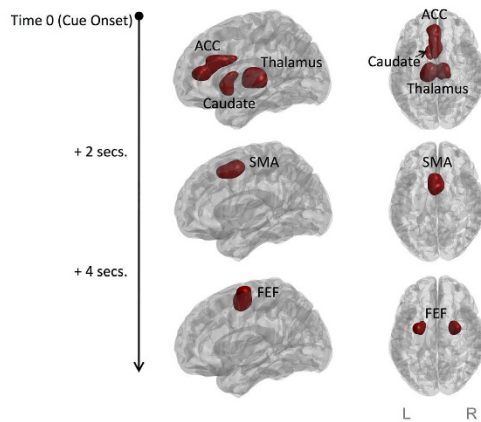 Time 0 (Cue Onset)
ACC
Thalamus
Caudate
ACC
Caudate
Thalamus
+ 2 secs.
SMA
SMA
+ 4 secs.
FEF
FEF
L R